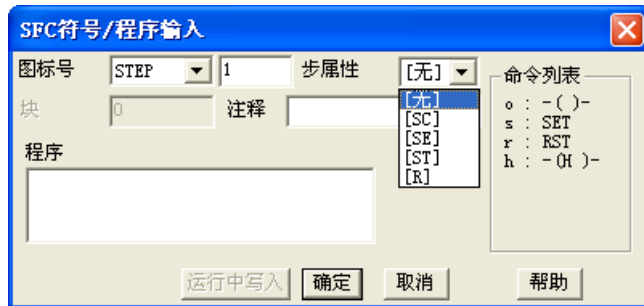 SFC符号/程序输入
图标号 STEP 1 步属性 [无]
块 0 注释
[无]
[SC]
[SE]
[ST]
[R]
程序
命令列表
o : -( )-
s : SET
r : RST
h : -(H )-
运行中写入 确定 取消 帮助